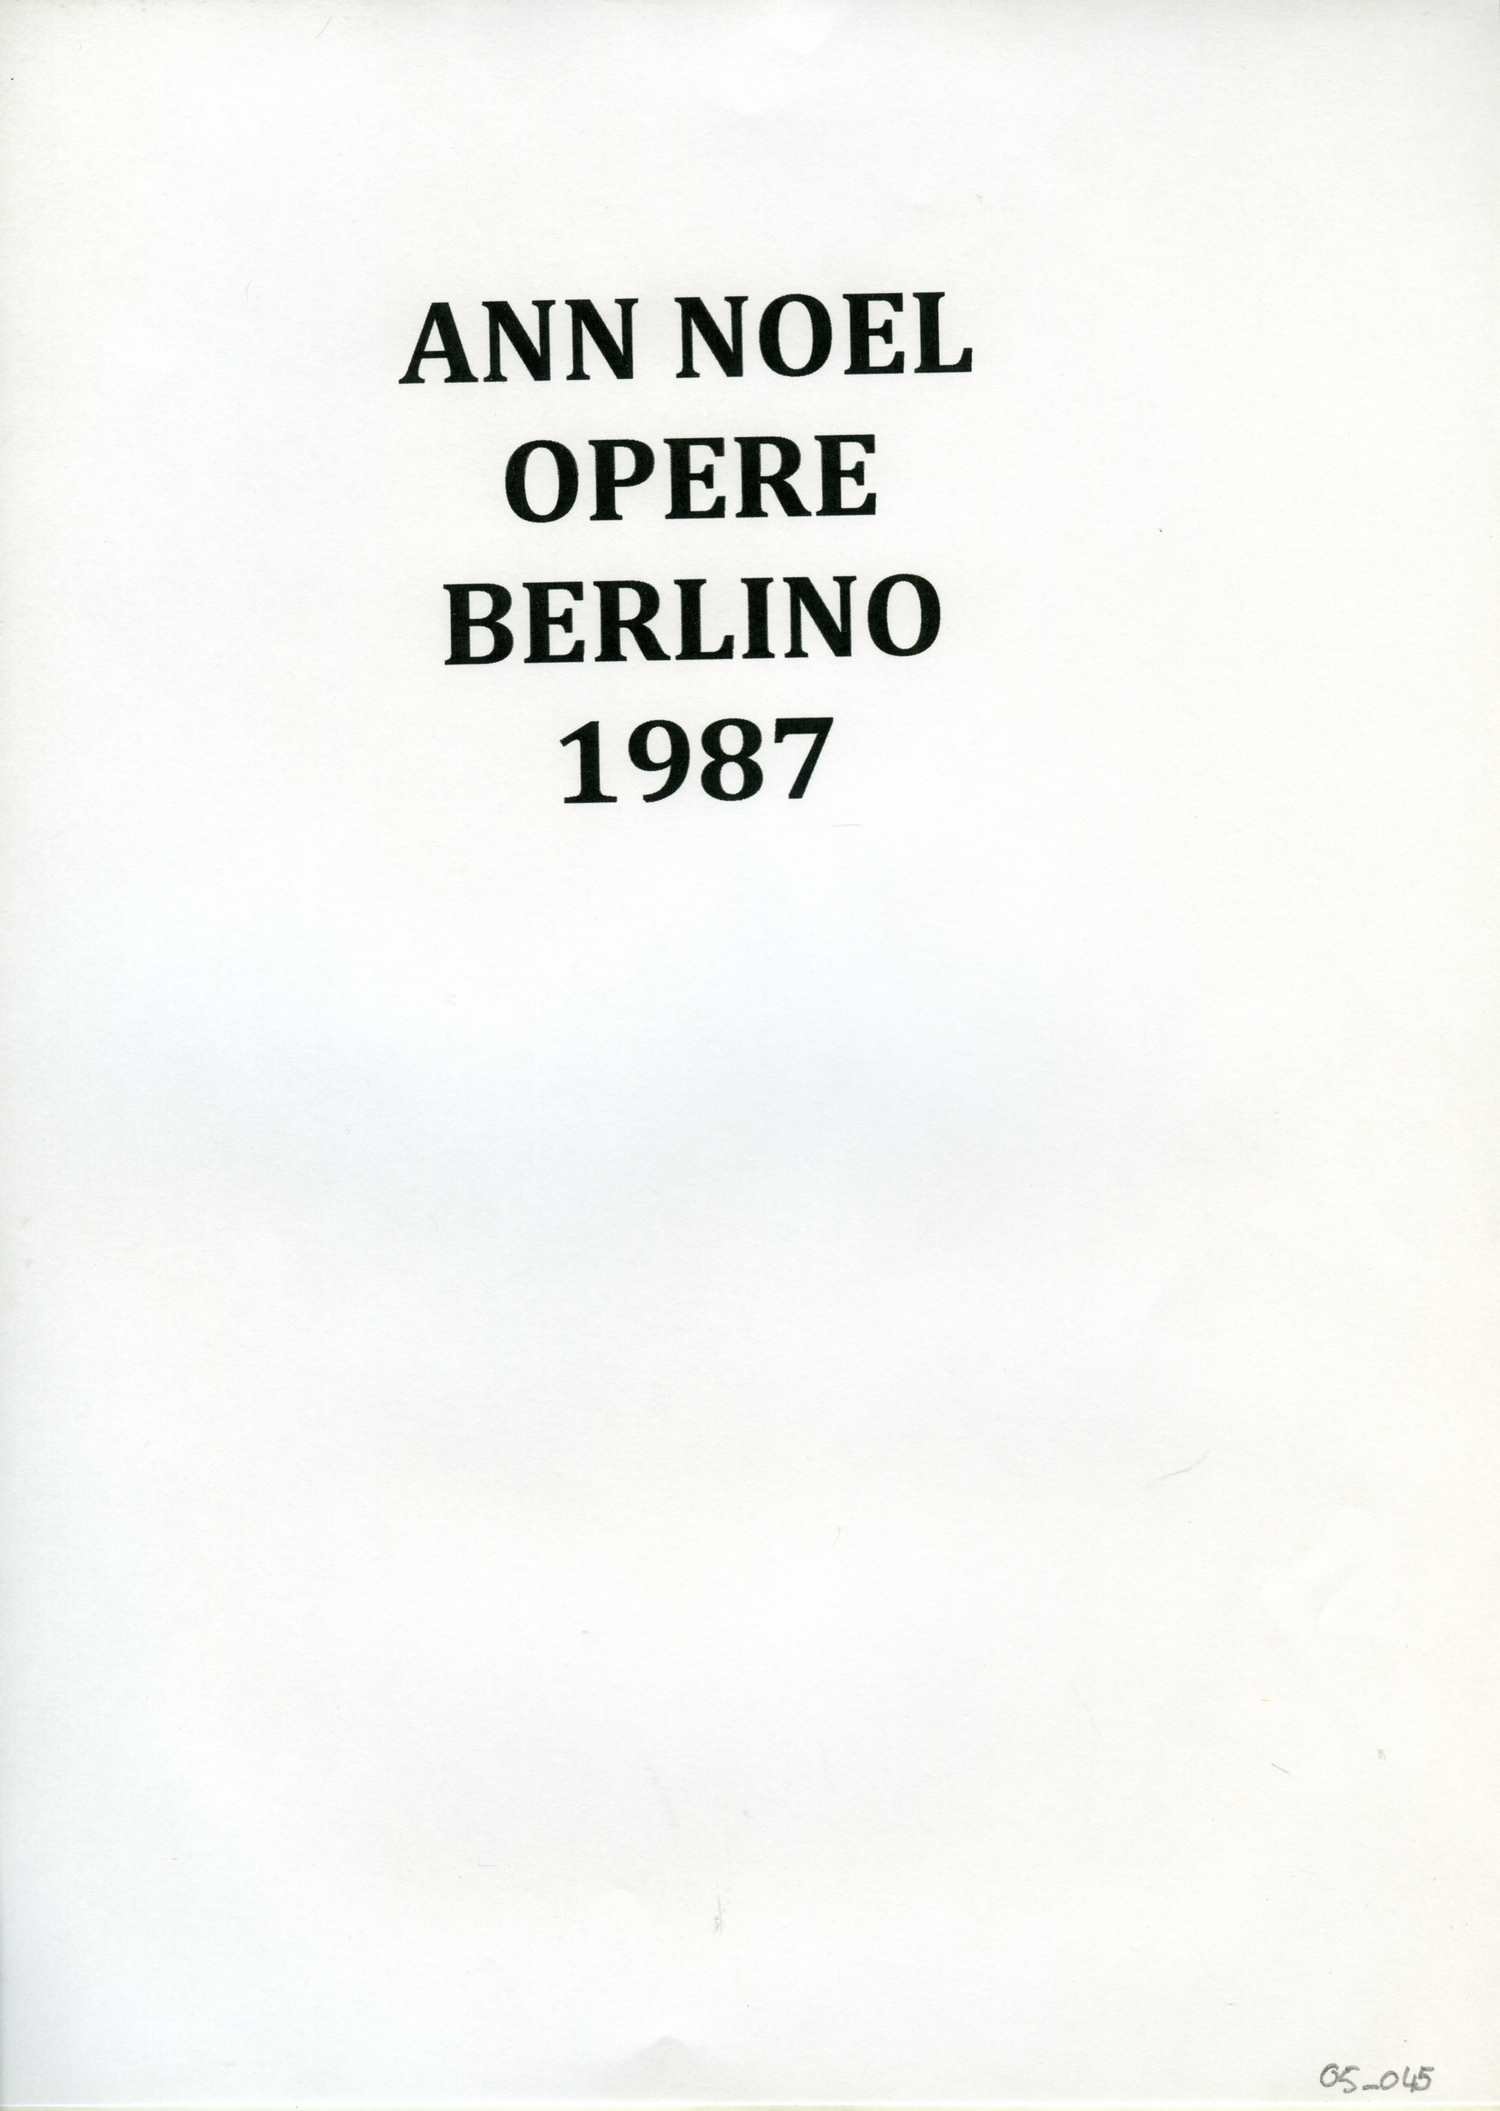 ANN NOEL
OPERE
BERLINO
1987
05_045